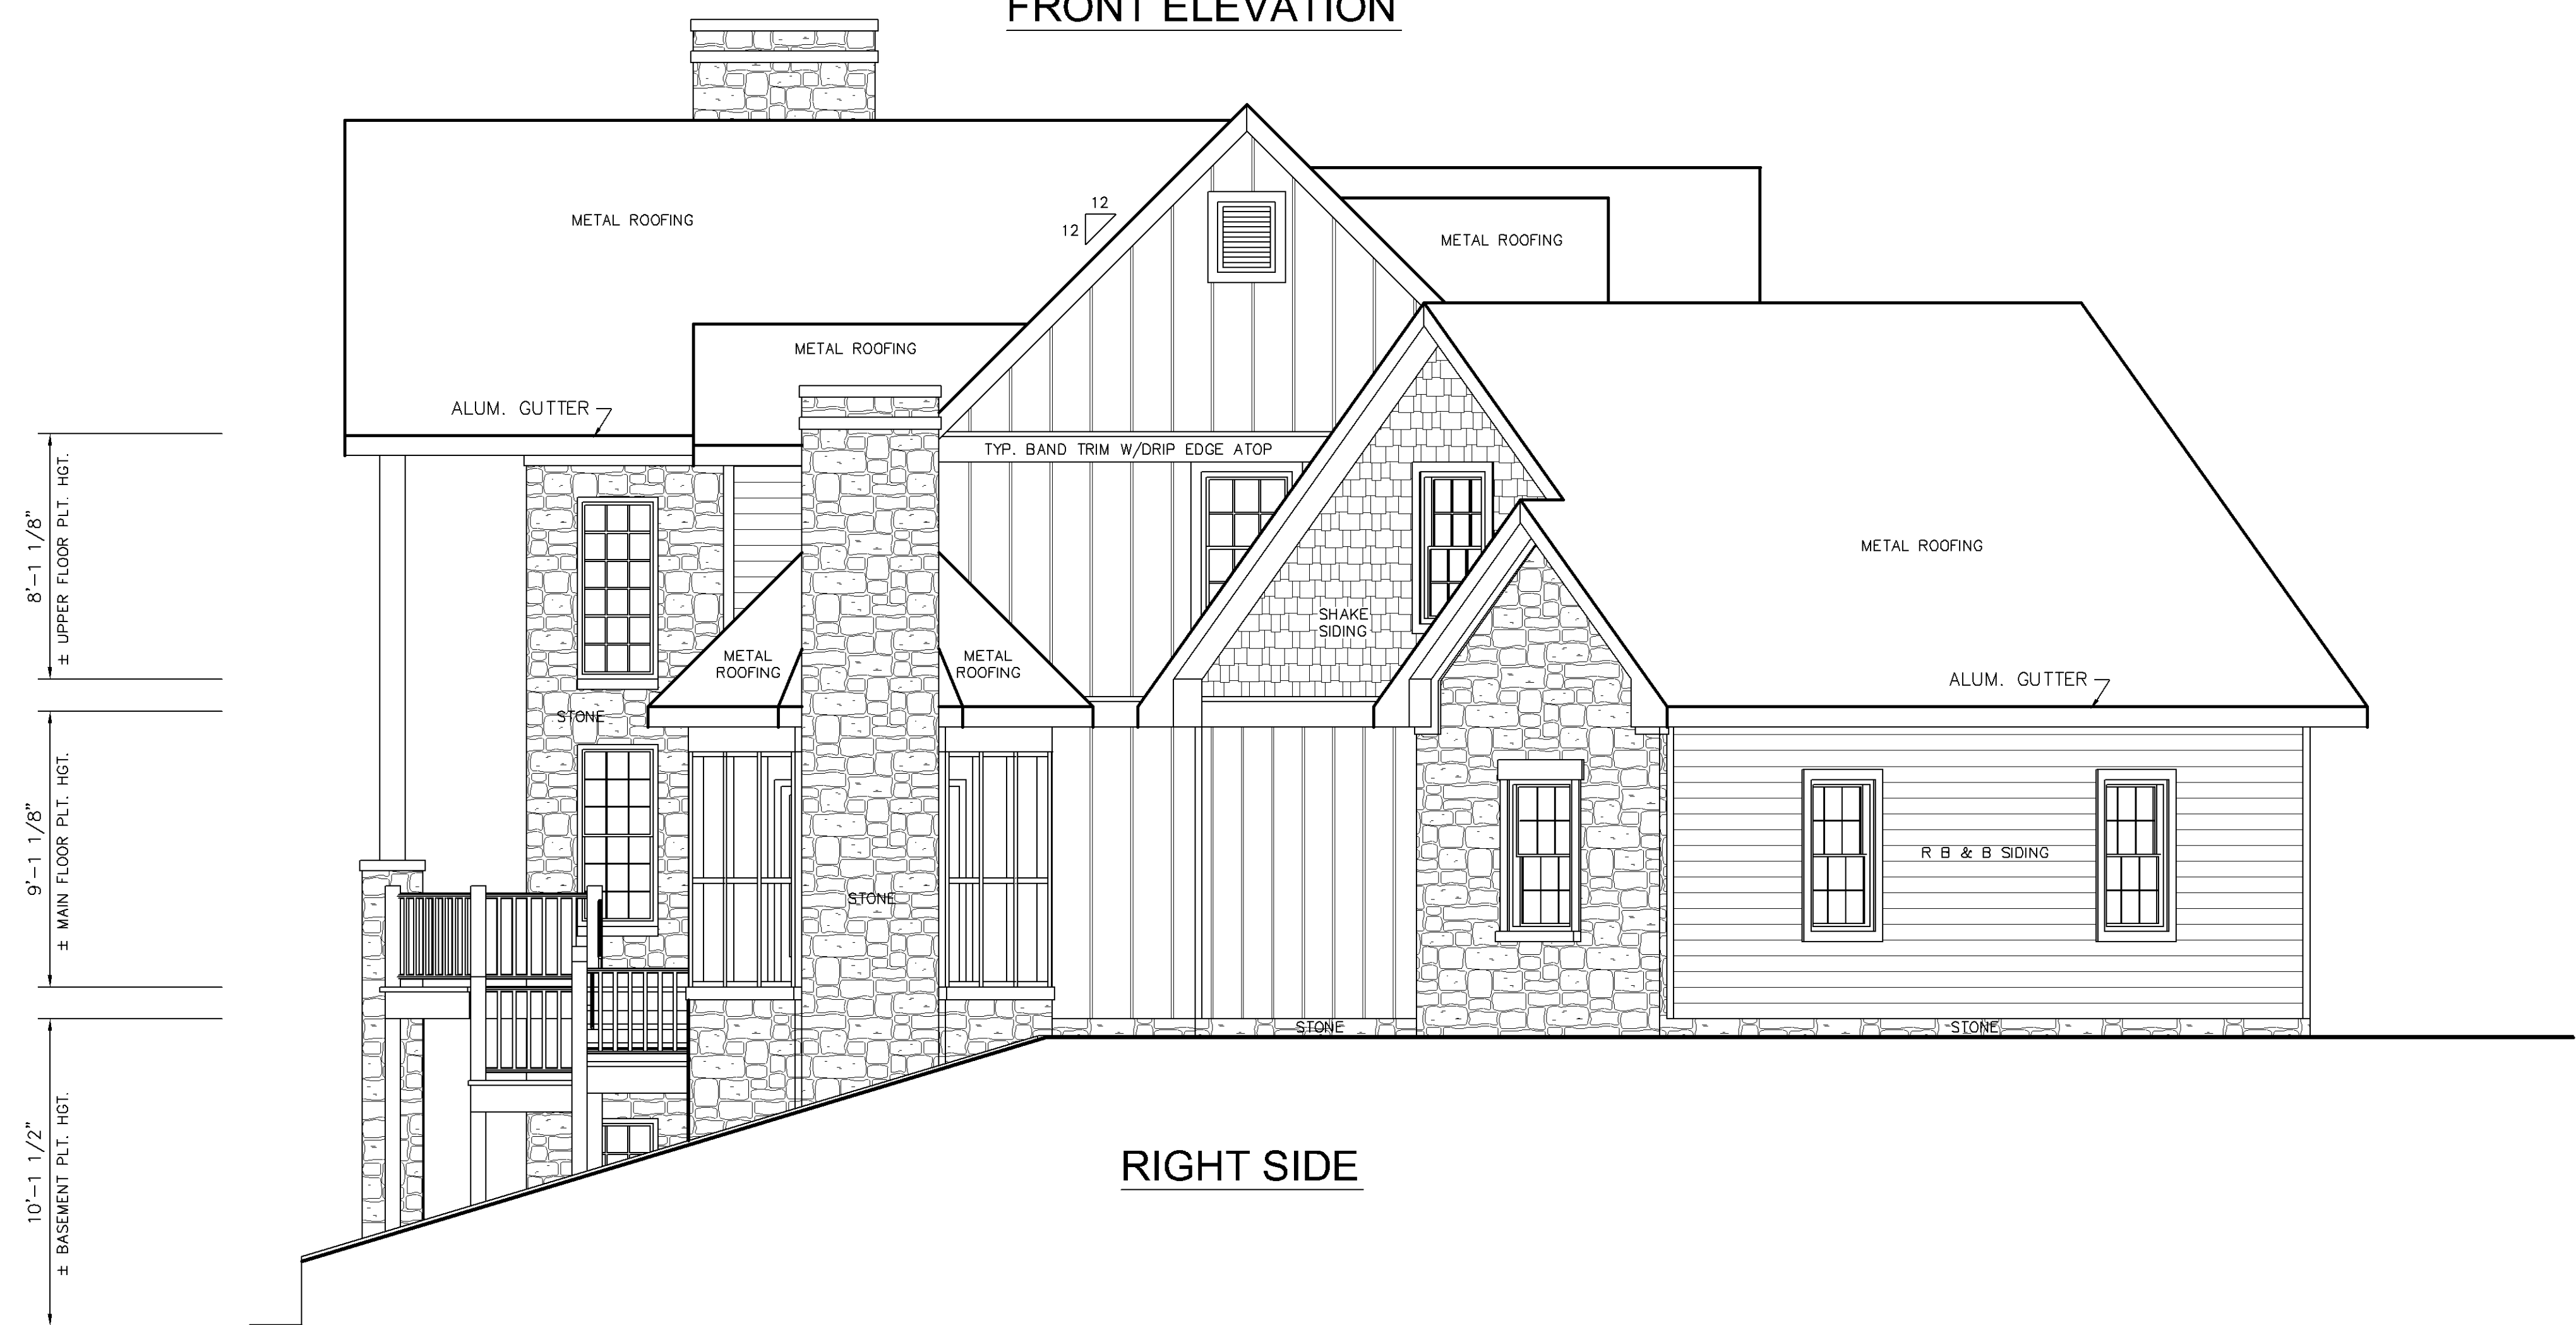 FRONT ELEVATION
METAL ROOFING
12
12
METAL ROOFING
METAL ROOFING
ALUM. GUTTER
TYP. BAND TRIM W/DRIP EDGE ATOP
8'-1 1/8"
± UPPER FLOOR PLT. HGT.
METAL ROOFING
SHAKE
SIDING
METAL
ROOFING
METAL
ROOFING
ALUM. GUTTER
STONE
9'-1 1/8"
± MAIN FLOOR PLT. HGT.
R B & B SIDING
STONE
STONE
STONE
10'-1 1/2"
± BASEMENT PLT. HGT.
RIGHT SIDE